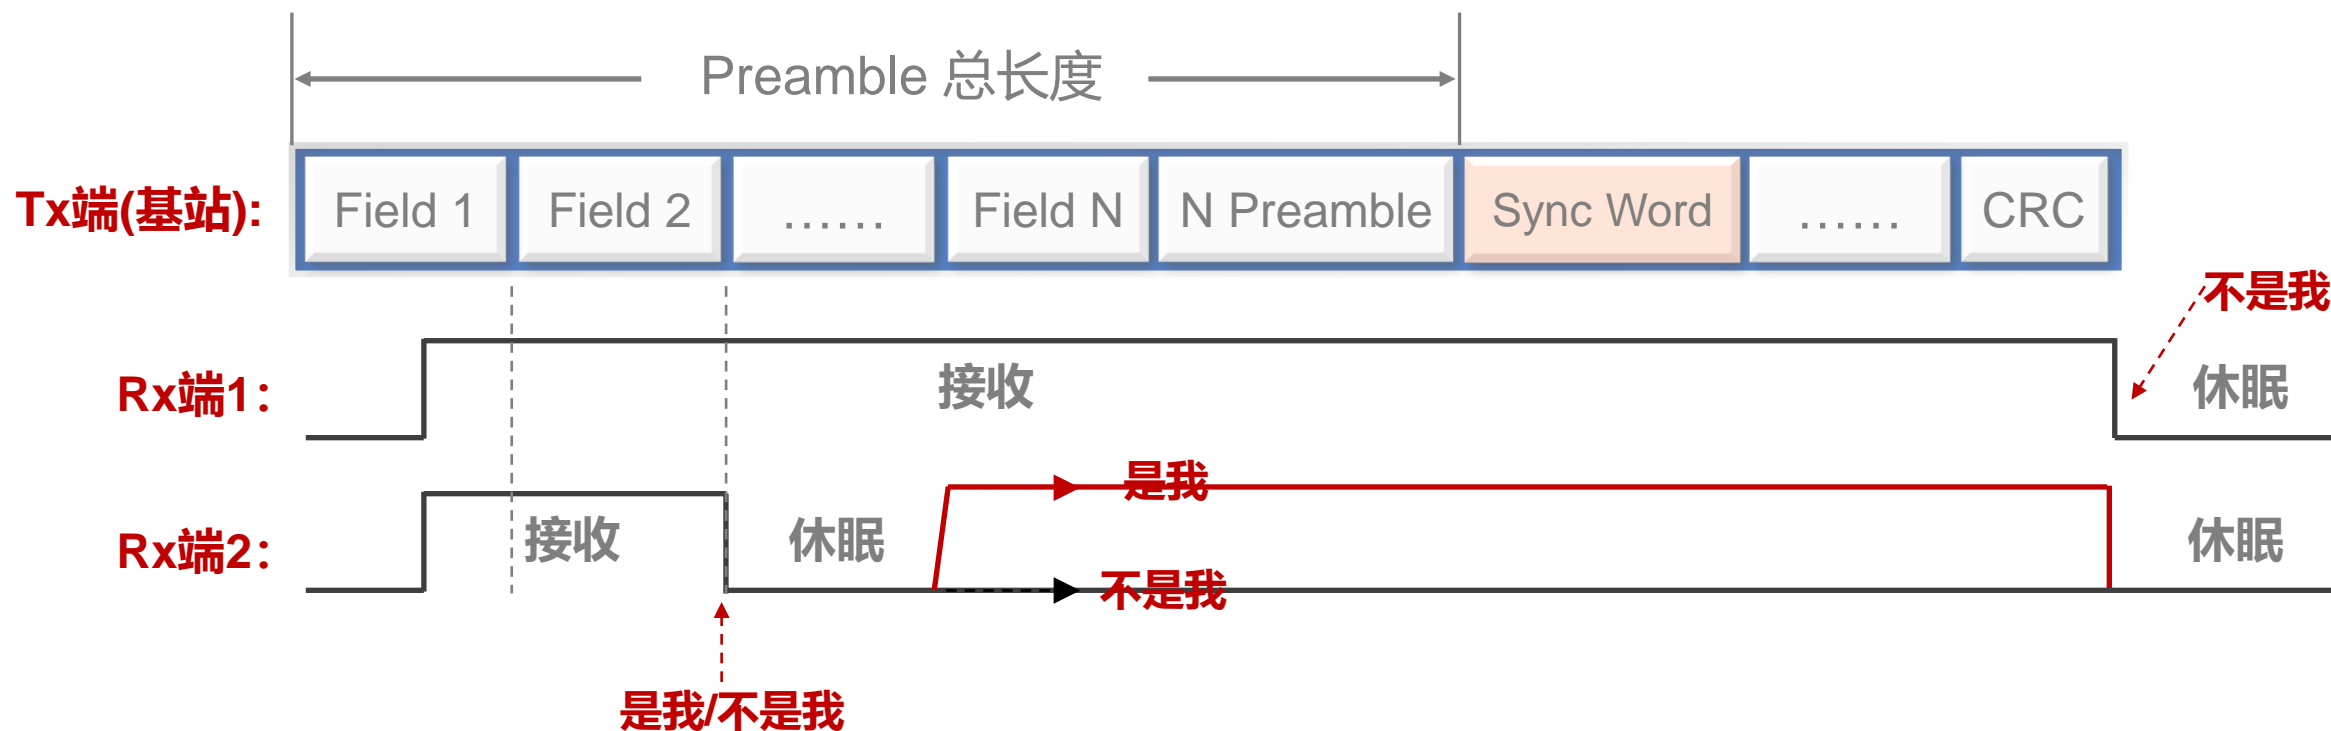 Preamble 总长度
Tx端(基站): Field 1 Field 2 …… Field N N Preamble Sync Word …… CRC
不是我
Rx端1: 接收 休眠
是我
Rx端2: 接收 休眠 休眠
不是我
是我/不是我